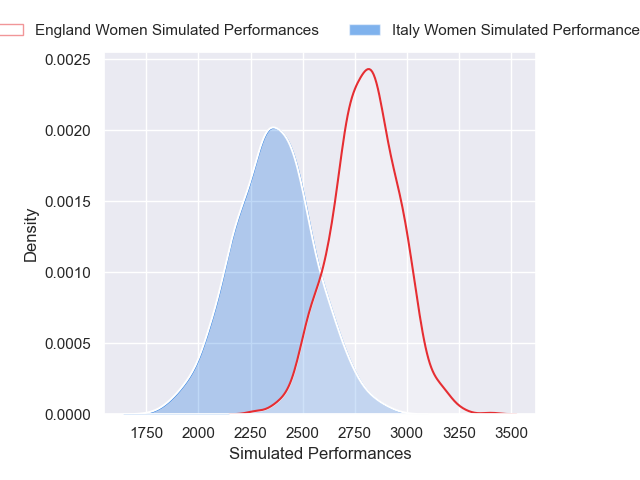 England Women Simulated Performances
Italy Women Simulated Performance
0.0025
0.0020
0.0015
0.0010
0.0005
0.0000
Density
1750 2000 2250 2500 2750 3000 3250 3500
Simulated Performances